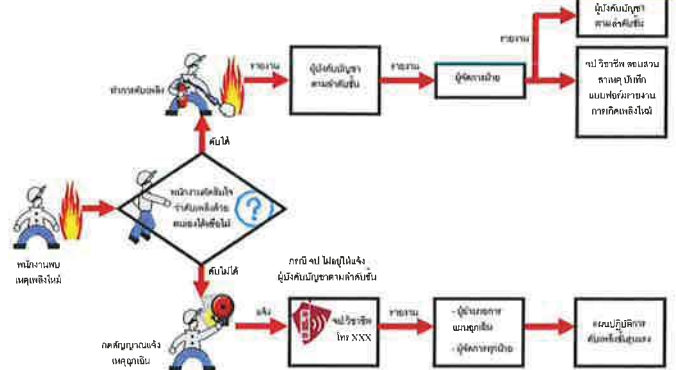 ผู้บังคับบัญชา
ตามลำดับชั้น
รายงาน
รายงาน
ผู้บังคับบัญชา
ตามลำดับชั้น
รายงาน
ผู้จัดการฝ่าย
จป วิชาชีพ สอบสวน
สาเหตุ บันทึก
แบบฟอร์มรายงาน
การเกิดเพลิงไหม้
ทำการดับเพลิง
ดับได้
พนักงานตัดสินใจ
ว่าดับเพลิงด้วย
ตนเองได้หรือไม่
?
พนักงานพบ
เหตุเพลิงไหม้
ดับไม่ได้
กรณี จป ไม่อยู่ให้แจ้ง
ผู้บังคับบัญชาตามลำดับชั้น
แจ้ง
จป.วิชาชีพ
โทร XXX
รายงาน
- ผู้อำนวยการ
แผนฉุกเฉิน
- ผู้จัดการทุกฝ่าย
แผนปฏิบัติการ
ดับเพลิงขั้นรุนแรง
กดสัญญาณแจ้ง
เหตุฉุกเฉิน